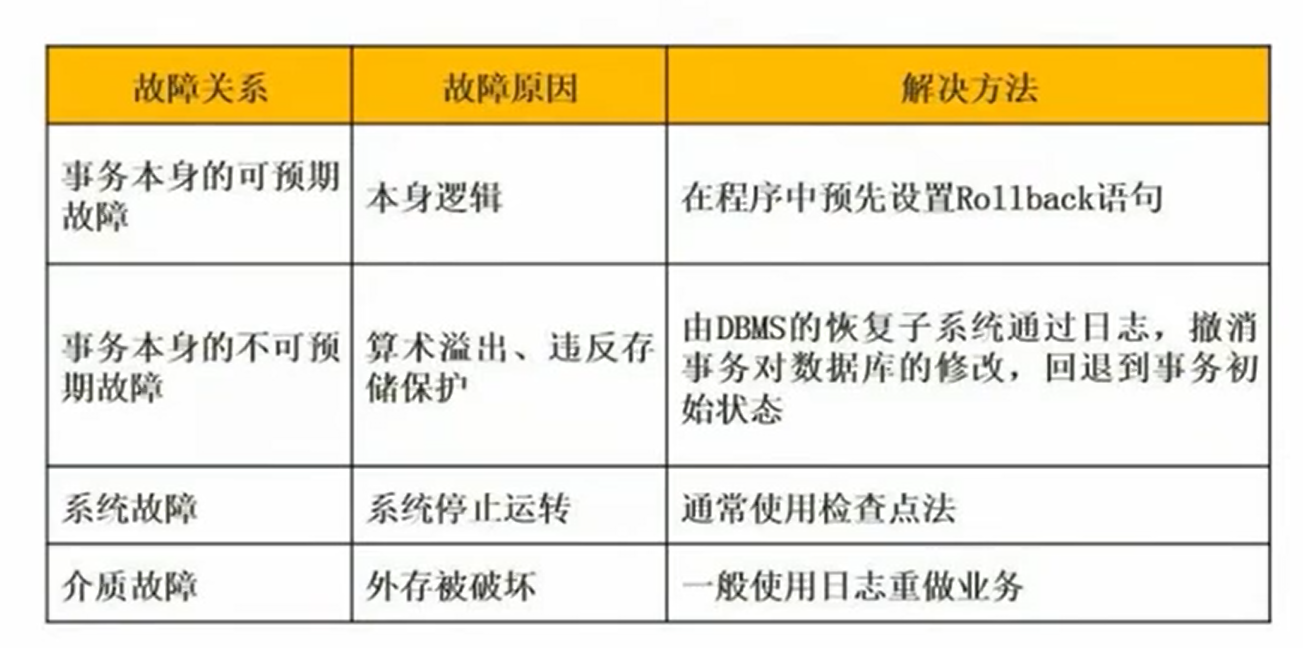 故障关系
故障原因
解决方法
事务本身的可预期
故障
本身逻辑
在程序中预先设置Rollback语句
事务本身的不可预
期故障
算术溢出、违反存
储保护
由DBMS的恢复子系统通过日志，撤消
事务对数据库的修改，回退到事务初
始状态
系统故障
系统停止运转
通常使用检查点法
介质故障
外存被破坏
一般使用日志重做业务